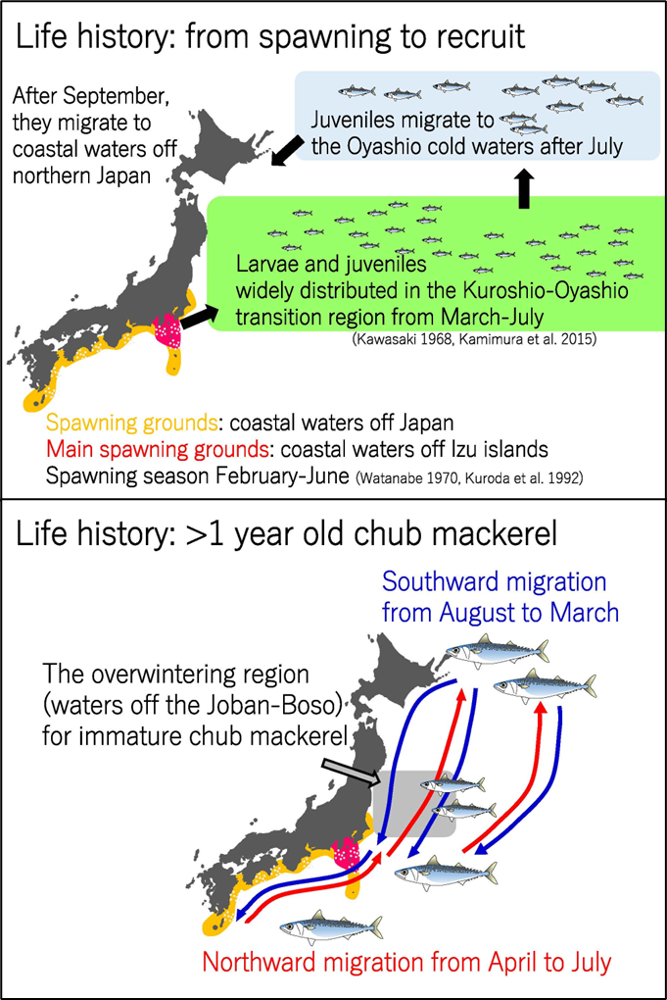 Life history: from spawning to recruit
After September,
they migrate to
coastal waters off
northern Japan
Juveniles migrate to
the Oyashio cold waters after July
Larvae and juveniles
widely distributed in the Kuroshio-Oyashio
transition region from March-July
(Kawasaki 1968, Kamimura et al. 2015)
Spawning grounds: coastal waters off Japan
Main spawning grounds: coastal waters off Izu islands
Spawning season February-June (Watanabe 1970, Kuroda et al. 1992)
Life history: >1 year old chub mackerel
Southward migration
from August to March
The overwintering region
(waters off the Joban-Boso)
for immature chub mackerel
Northward migration from April to July